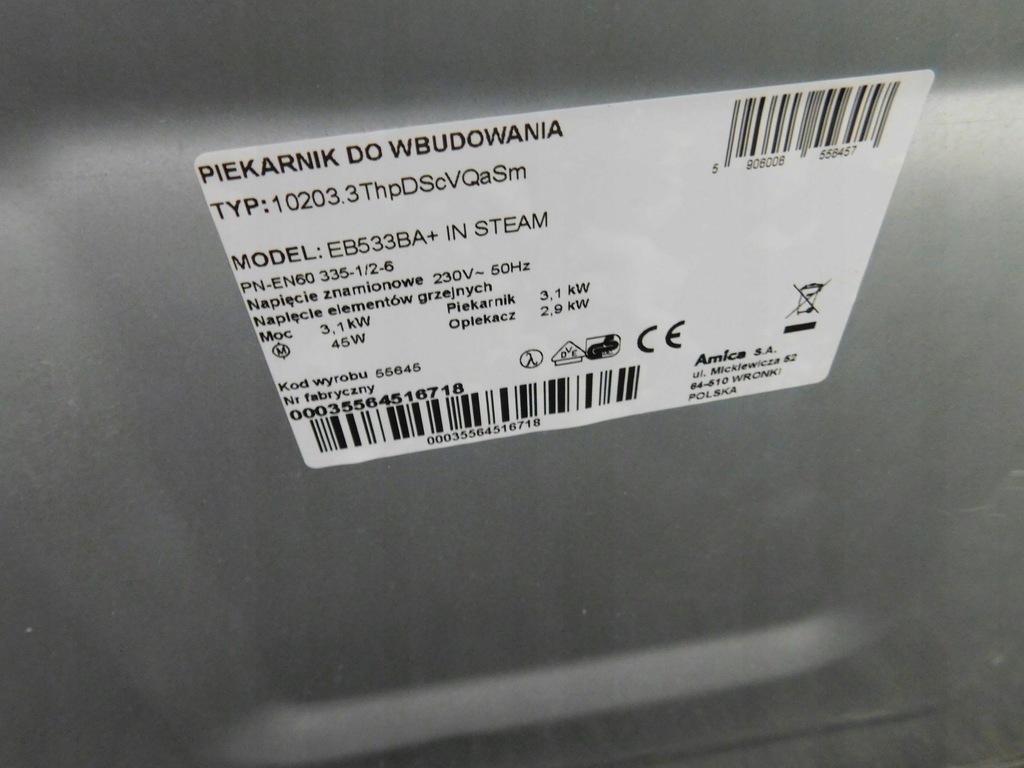 PIEKARNIK DO WBUDOWANIA
TYP: 10203.3ThpDScVQaSm
5 906006 556457
MODEL: EB533BA+ IN STEAM
PN-EN60 335-1/2-6
Napięcie znamionowe 230V~ 50Hz
Napięcie elementów grzejnych
Moc 3,1 kW Piekarnik 3,1 kW
M 45W Opiekacz 2,9 kW
λ DVE CE
Kod wyrobu 55645
Nr fabryczny
00035564516718
00035564516718
Amica S.A.
ul. Mickiewicza 52
64-510 WRONKI
POLSKA